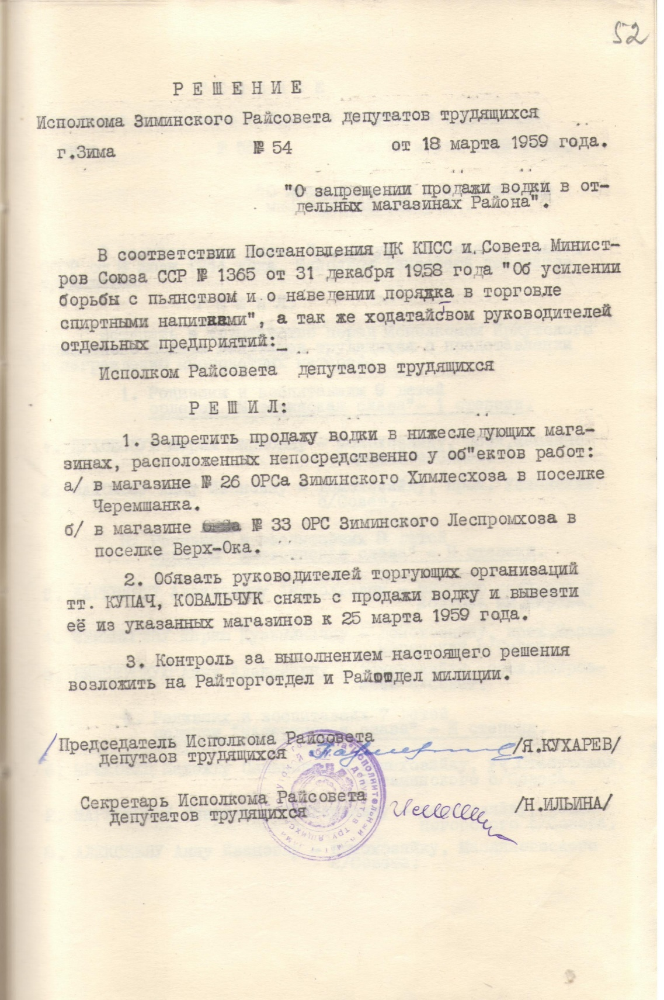 52
Р Е Ш Е Н И Е
Исполкома Зиминского Райсовета депутатов трудящихся
г.Зима № 54 от 18 марта 1959 года.
"О запрещении продажи водки в от-
дельных магазинах Района".
В соответствии Постановления ЦК КПСС и Совета Минист-
ров Союза ССР № 1365 от 31 декабря 1958 года "Об усилении
борьбы с пьянством и о наведении порядка в торговле
спиртными напитками", а так же ходатайсвом руководителей
отдельных предприятий:_
Исполком Райсовета депутатов трудящихся
Р Е Ш И Л:
1. Запретить продажу водки в нижеследующих мага-
зинах, расположенных непосредственно у об"ектов работ:
а/ в магазине № 26 ОРСа Зиминского Химлесхоза в поселке
Черемшанка.
б/ в магазине № 33 ОРС Зиминского Леспромхоза в
поселке Верх-Ока.
2. Обязать руководителей торгующих организаций
тт. КУПАЧ, КОВАЛЬЧУК снять с продажи водку и вывезти
её из указанных магазинов к 25 марта 1959 года.
3. Контроль за выполнением настоящего решения
возложить на Райторготдел и Райотдел милиции.
Председатель Исполкома Райсовета
депутаов трудящихся /Я.КУХАРЕВ/
Секретарь Исполкома Райсовета
депутатов трудящихся /Н.ИЛЬИНА/